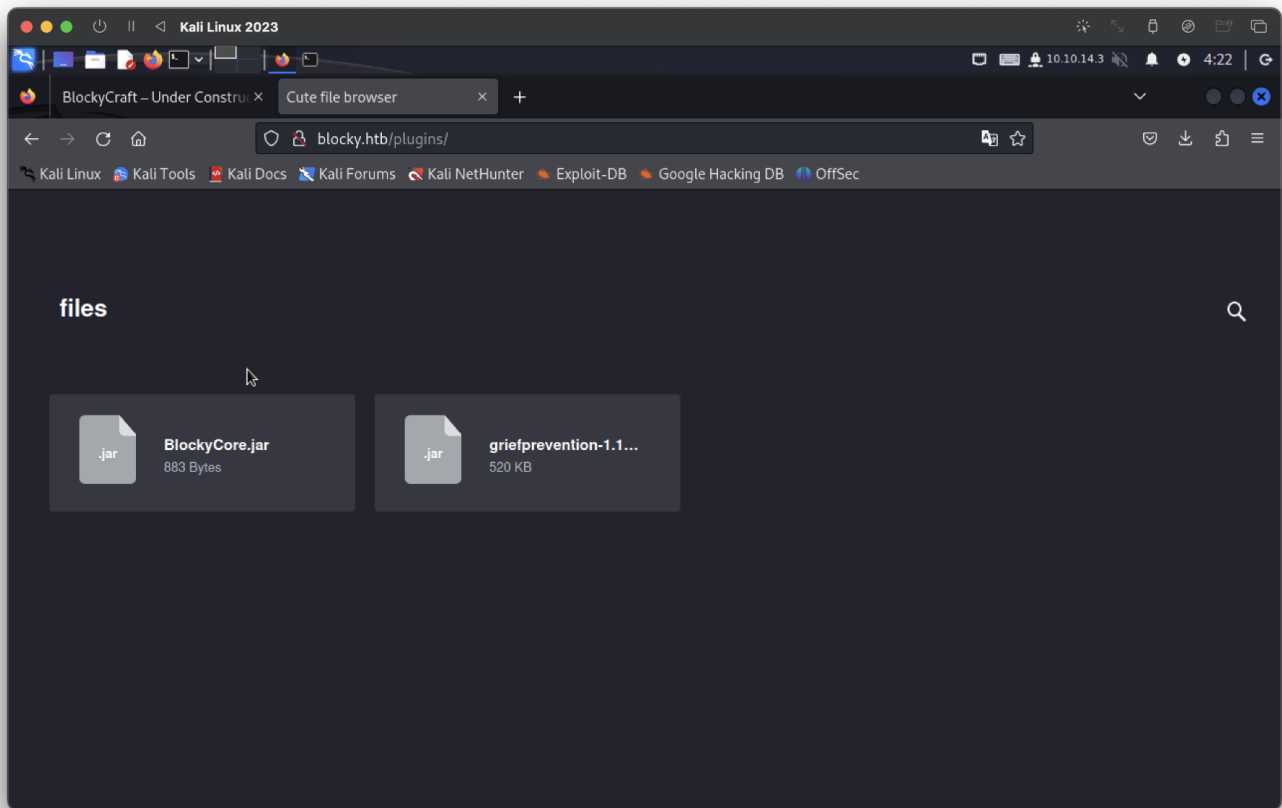 Kali Linux 2023
10.10.14.3 4:22
BlockyCraft – Under Construc
Cute file browser
blocky.htb/plugins/
Kali Linux Kali Tools Kali Docs Kali Forums Kali NetHunter Exploit-DB Google Hacking DB OffSec
files
.jar
BlockyCore.jar
883 Bytes
.jar
griefprevention-1.1...
520 KB